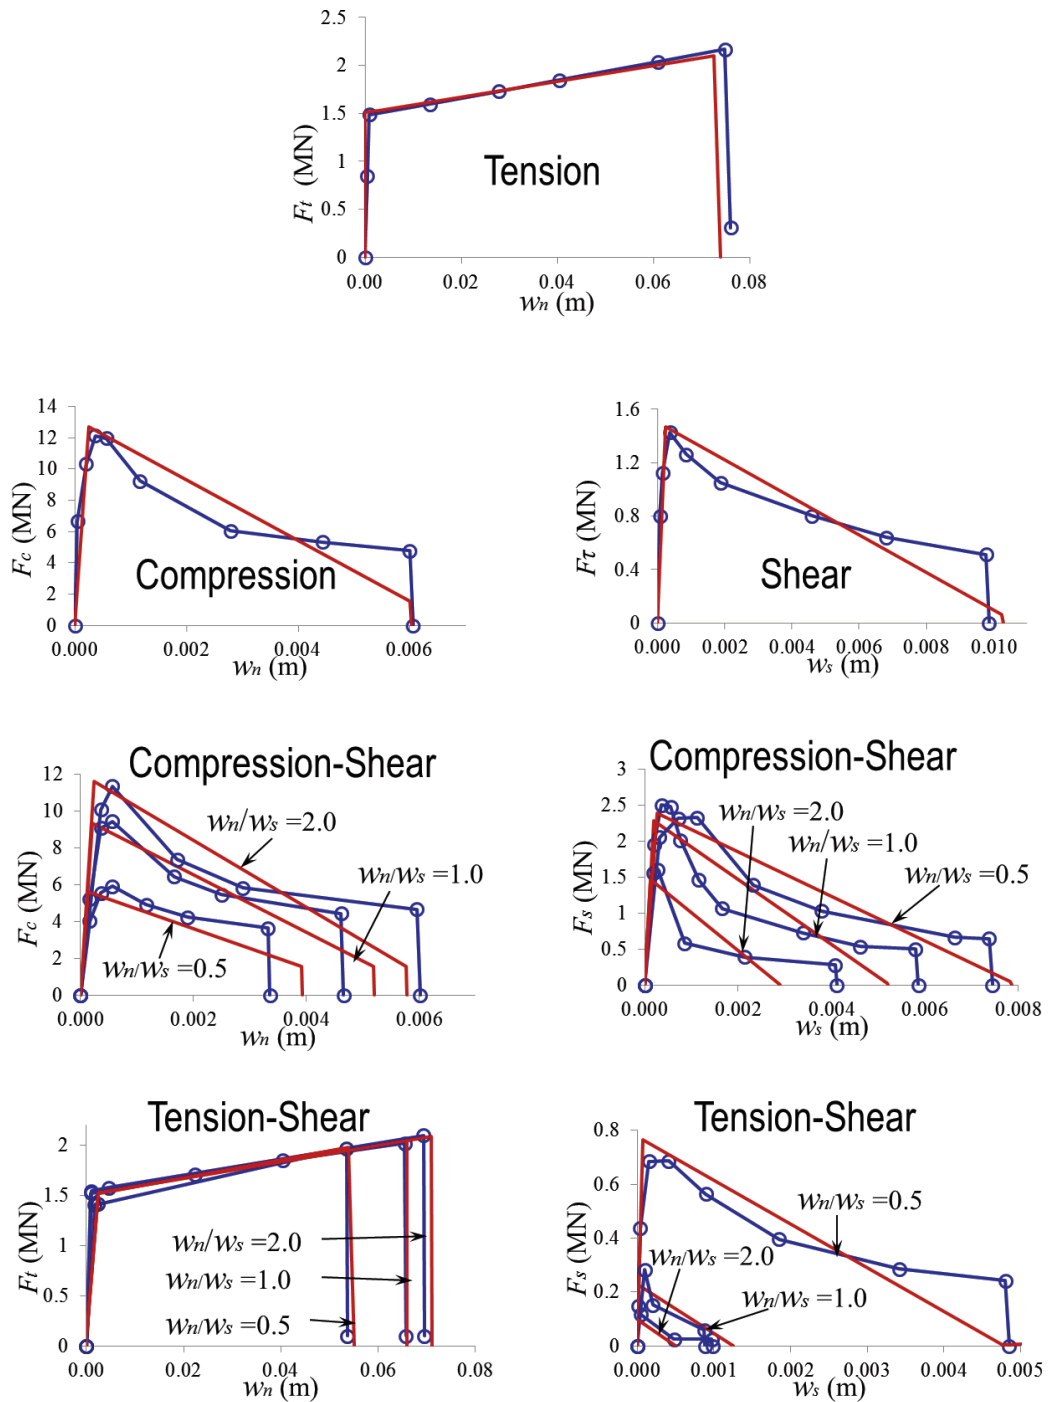 2.5
2
1.5
1
0.5
0
Ft (MN)
Tension
0.00 0.02 0.04 0.06 0.08
wn (m)
14
12
10
8
6
4
2
0
Fc (MN)
Compression
0.000 0.002 0.004 0.006
wn (m)
1.6
1.2
0.8
0.4
0
Fτ (MN)
Shear
0.000 0.002 0.004 0.006 0.008 0.010
ws (m)
Compression-Shear
12
10
8
6
4
2
0
Fc (MN)
wn/ws =2.0
wn/ws =1.0
wn/ws =0.5
0.000 0.002 0.004 0.006
wn (m)
Compression-Shear
3
2.5
2
1.5
1
0.5
0
Fs (MN)
wn/ws =2.0
wn/ws =1.0
wn/ws =0.5
0.000 0.002 0.004 0.006 0.008
ws (m)
Tension-Shear
2
1.5
1
0.5
0
Ft (MN)
wn/ws =2.0
wn/ws =1.0
wn/ws =0.5
0.00 0.02 0.04 0.06 0.08
wn (m)
Tension-Shear
0.8
0.6
0.4
0.2
0
Fs (MN)
wn/ws =0.5
wn/ws =2.0
wn/ws =1.0
0.000 0.001 0.002 0.003 0.004 0.005
ws (m)